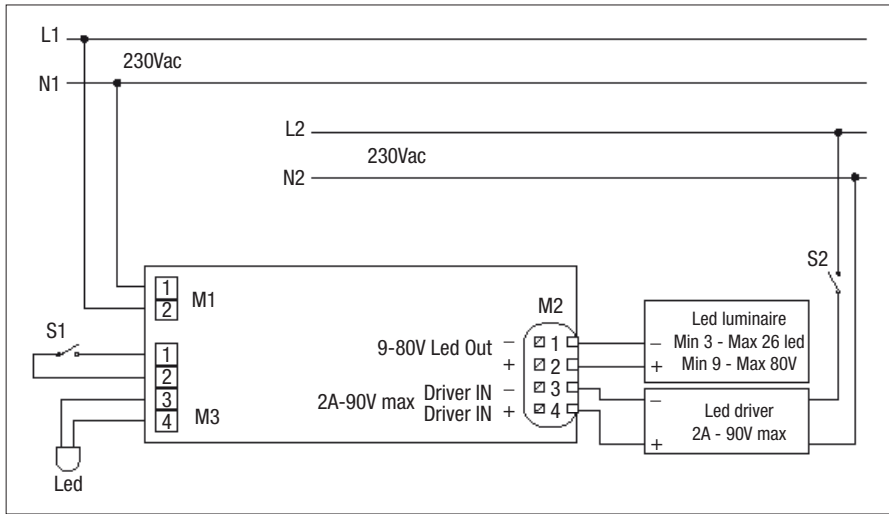 L1
230Vac
N1
L2
230Vac
N2
S2
1
2
M1
M2
S1
1
2
3
4
M3
Led
9-80V Led Out − 1
+ 2
2A-90V max
Driver IN − 3
Driver IN + 4
Led luminaire
− Min 3 - Max 26 led
+ Min 9 - Max 80V
−
Led driver
2A - 90V max
+